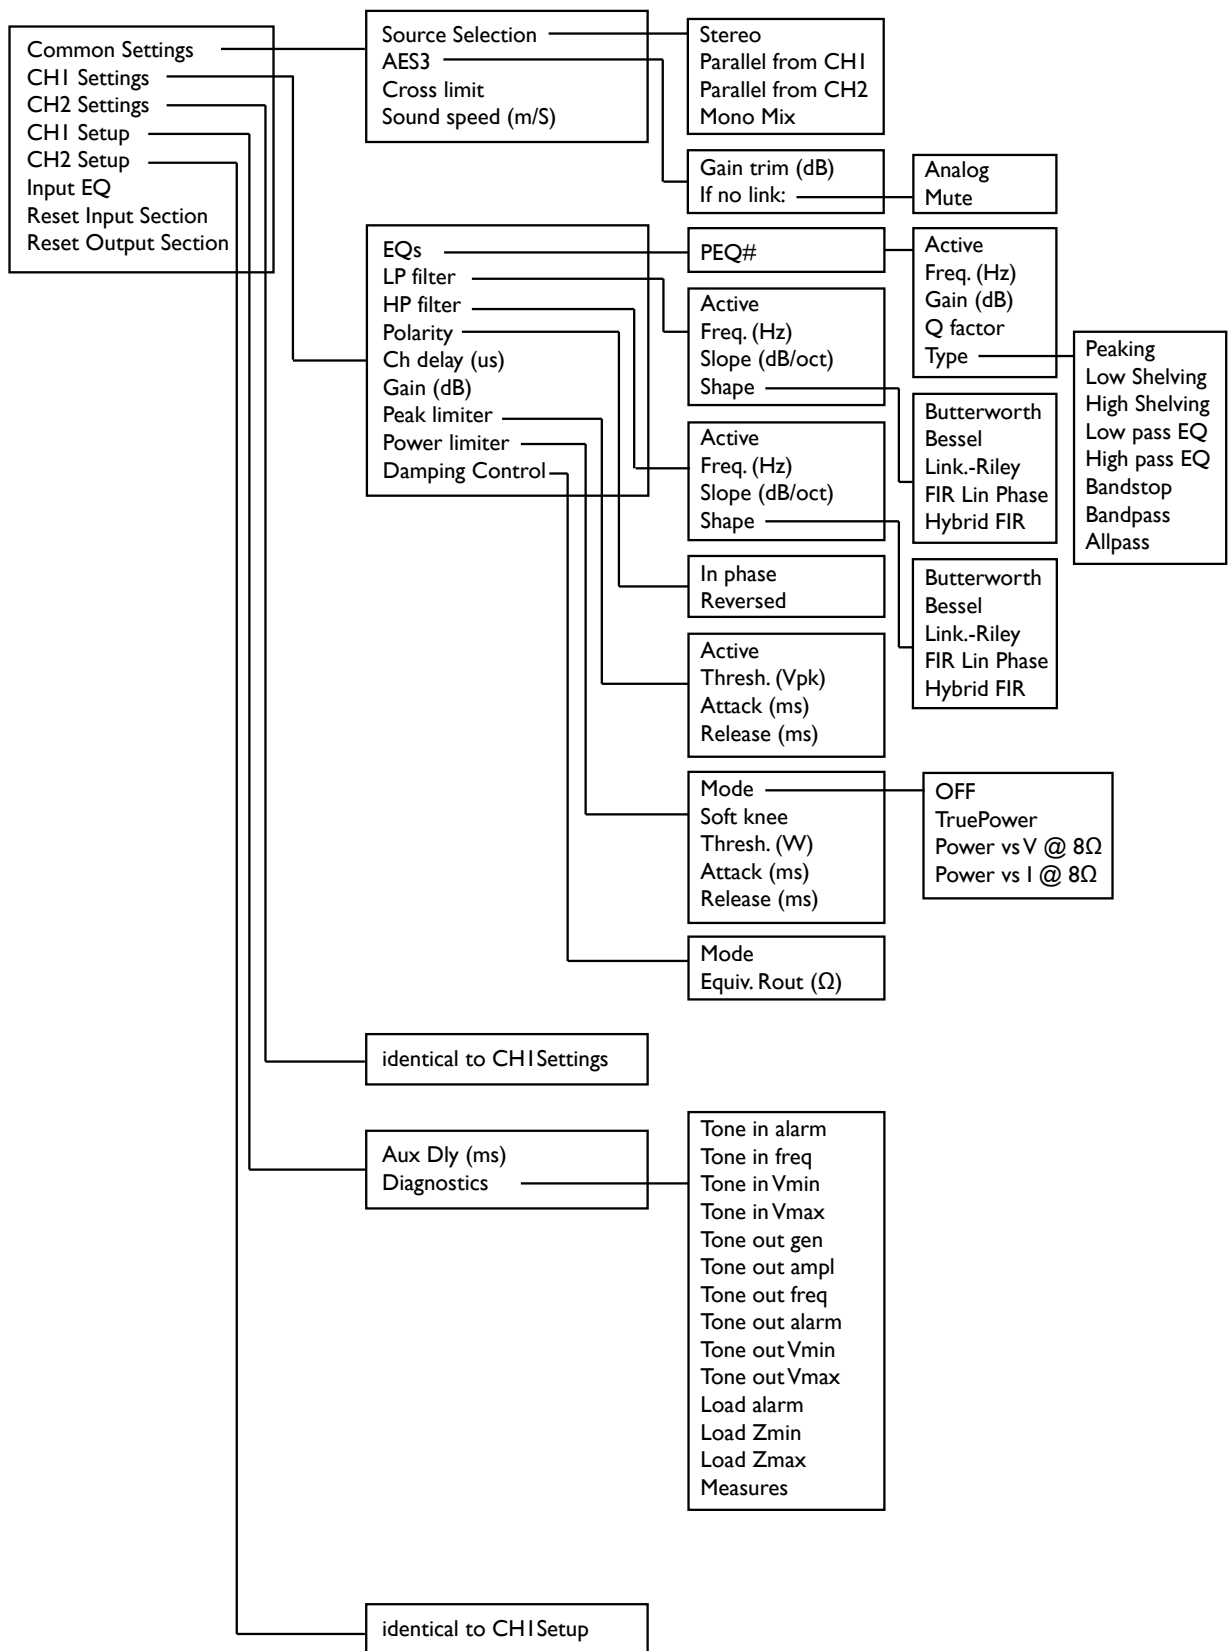 Common Settings
CH1 Settings
CH2 Settings
CH1 Setup
CH2 Setup
Input EQ
Reset Input Section
Reset Output Section
Source Selection
AES3
Cross limit
Sound speed (m/S)
Stereo
Parallel from CH1
Parallel from CH2
Mono Mix
Gain trim (dB)
If no link:
Analog
Mute
EQs
LP filter
HP filter
Polarity
Ch delay (us)
Gain (dB)
Peak limiter
Power limiter
Damping Control
PEQ#
Active
Freq. (Hz)
Gain (dB)
Q factor
Type
Peaking
Low Shelving
High Shelving
Low pass EQ
High pass EQ
Bandstop
Bandpass
Allpass
Active
Freq. (Hz)
Slope (dB/oct)
Shape
Butterworth
Bessel
Link.-Riley
FIR Lin Phase
Hybrid FIR
Active
Freq. (Hz)
Slope (dB/oct)
Shape
Butterworth
Bessel
Link.-Riley
FIR Lin Phase
Hybrid FIR
In phase
Reversed
Active
Thresh. (Vpk)
Attack (ms)
Release (ms)
Mode
Soft knee
Thresh. (W)
Attack (ms)
Release (ms)
OFF
TruePower
Power vs V @ 8Ω
Power vs I @ 8Ω
Mode
Equiv. Rout (Ω)
identical to CH1Settings
Aux Dly (ms)
Diagnostics
Tone in alarm
Tone in freq
Tone in Vmin
Tone in Vmax
Tone out gen
Tone out ampl
Tone out freq
Tone out alarm
Tone out Vmin
Tone out Vmax
Load alarm
Load Zmin
Load Zmax
Measures
identical to CH1Setup